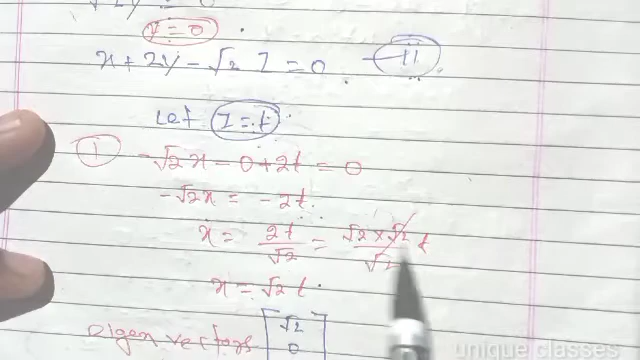 y = 0
x + 2y - √2 z = 0 — ii
Let z = t
① -√2x - 0 + 2t = 0
-√2x = -2t.
x = 2t/√2 = √2 × √2/√2 t
x = √2 t.
eigen vectors [√2
0
unique classes